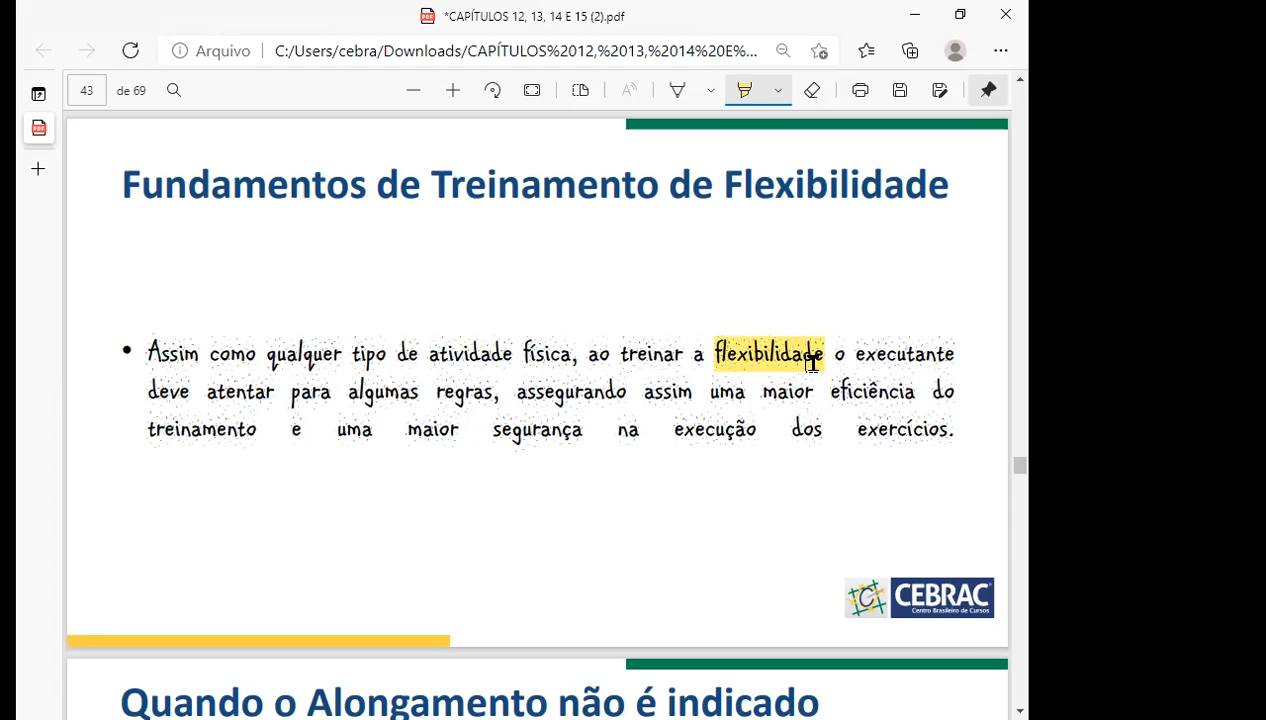 *CAPÍTULOS 12, 13, 14 E 15 (2).pdf
Arquivo C:/Users/cebra/Downloads/CAPÍTULOS%2012,%2013,%2014%20E%...
43 de 69
Fundamentos de Treinamento de Flexibilidade
• Assim como qualquer tipo de atividade física, ao treinar a flexibilidade o executante
deve atentar para algumas regras, assegurando assim uma maior eficiência do
treinamento e uma maior segurança na execução dos exercícios.
CEBRAC
Centro Brasileiro de Cursos
Quando o Alongamento não é indicado